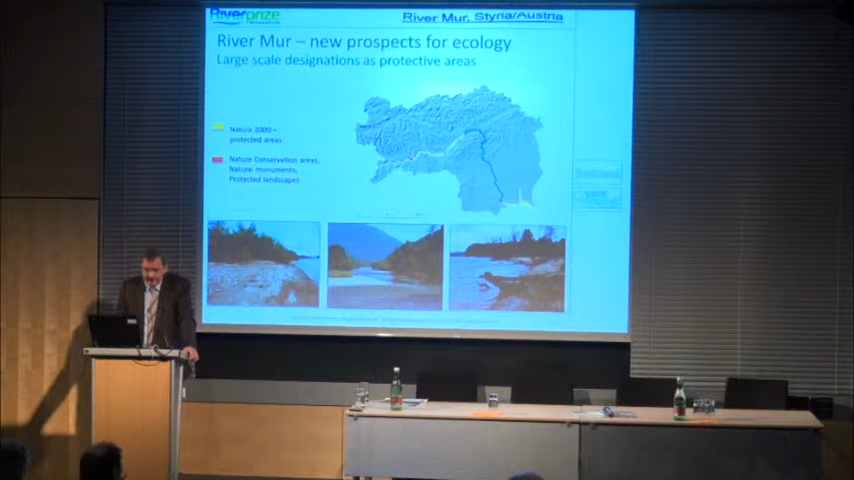 Riverprize
River Mur, Styria/Austria
River Mur – new prospects for ecology
Large scale designations as protective areas
Natura 2000 –
protected areas
Nature Conservation areas,
Natural monuments,
Protected landscapes